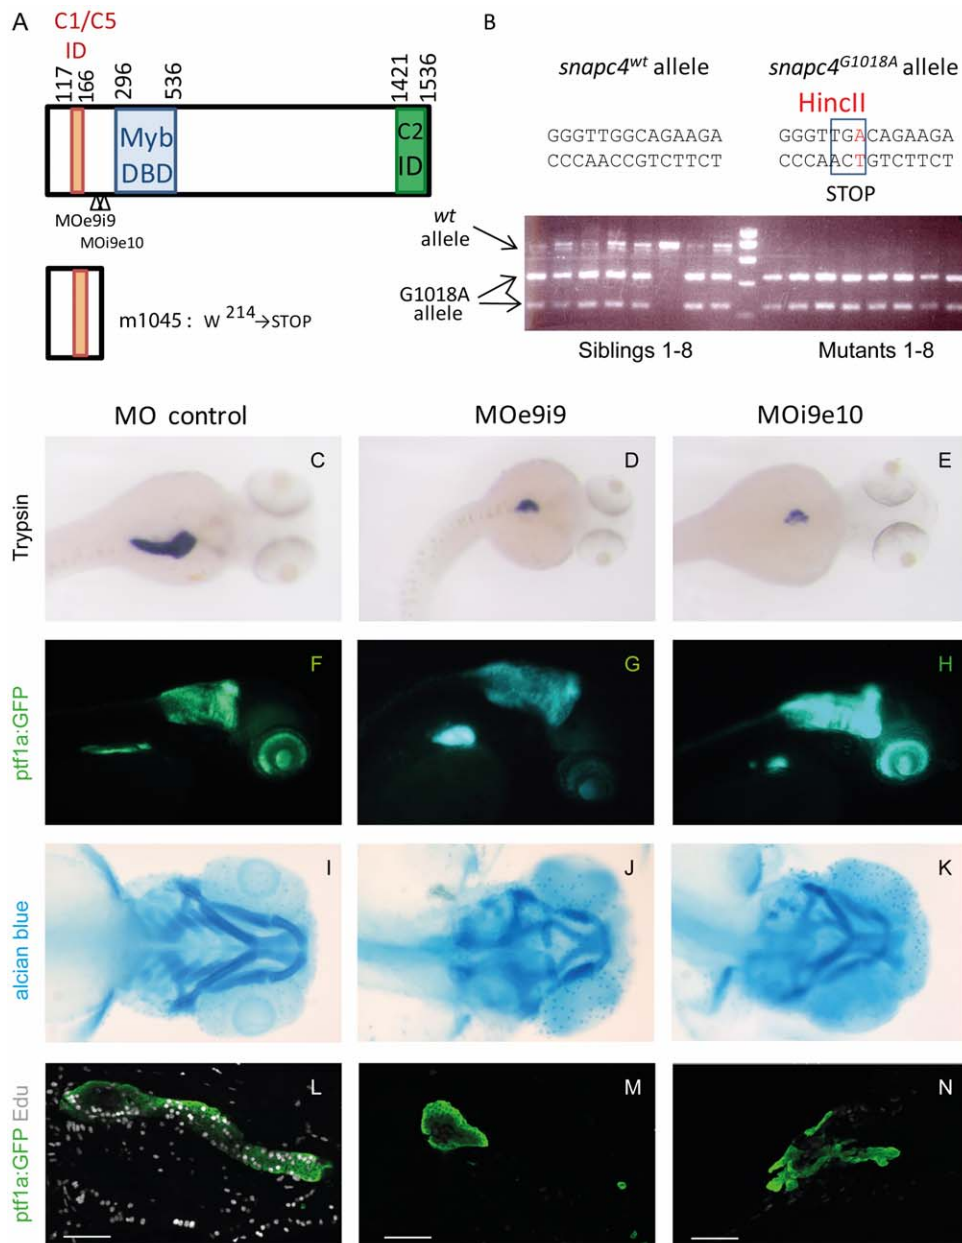 A
C1/C5
ID
117
166
296
536
1421
1536
Myb
DBD
C2
ID
MOe9i9
MOi9e10
m1045 : W 214→STOP
B
snapc4wt allele
snapc4G1018A allele
HincII
GGGTTGGCAGAAGA
GGGTTGACAGAAGA
CCCAACCGTCTTCT
CCCAACTGTCTTCT
STOP
wt
allele
G1018A
allele
Siblings 1-8
Mutants 1-8
MO control
MOe9i9
MOi9e10
Trypsin
C
D
E
ptf1a:GFP
F
G
H
alcian blue
I
J
K
ptf1a:GFP Edu
L
M
N